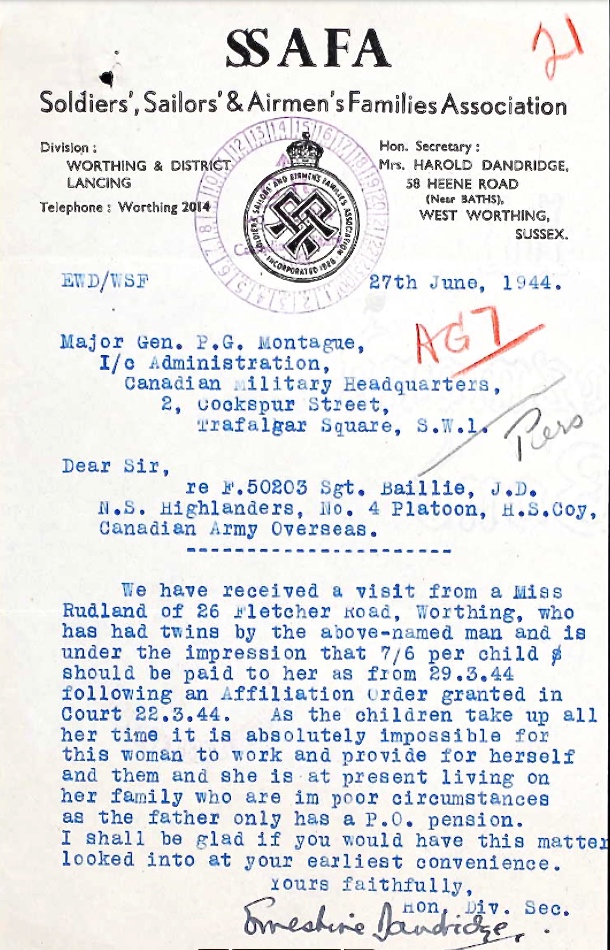 SSAFA
21
Soldiers', Sailors' & Airmen's Families Association
Division :
WORTHING & DISTRICT
LANCING
Telephone : Worthing 2014
Hon. Secretary :
Mrs. HAROLD DANDRIDGE,
58 HEENE ROAD
(Near BATHS),
WEST WORTHING,
SUSSEX.
SOLDIERS SAILORS' AND AIRMENS FAMILIES ASSOCIATION
INCORPORATED 1926
EWD/WSF
27th June, 1944.
AG7
Major Gen. P.G. Montague,
I/c Administration,
Canadian Military Headquarters,
2, Cockspur Street,
Trafalgar Square, S.W.1.
Dear Sir,
re F.50203 Sgt. Baillie, J.D.
N.S. Highlanders, No. 4 Platoon, H.S.Coy,
Canadian Army Overseas.
-----------------------
We have received a visit from a Miss
Rudland of 26 Fletcher Road, Worthing, who
has had twins by the above-named man and is
under the impression that 7/6 per child
should be paid to her as from 29.3.44
following an Affiliation Order granted in
Court 22.3.44. As the children take up all
her time it is absolutely impossible for
this woman to work and provide for herself
and them and she is at present living on
her family who are im poor circumstances
as the father only has a P.O. pension.
I shall be glad if you would have this matter
looked into at your earliest convenience.
Yours faithfully,
Hon. Div. Sec.
Ernestine Dandridge.